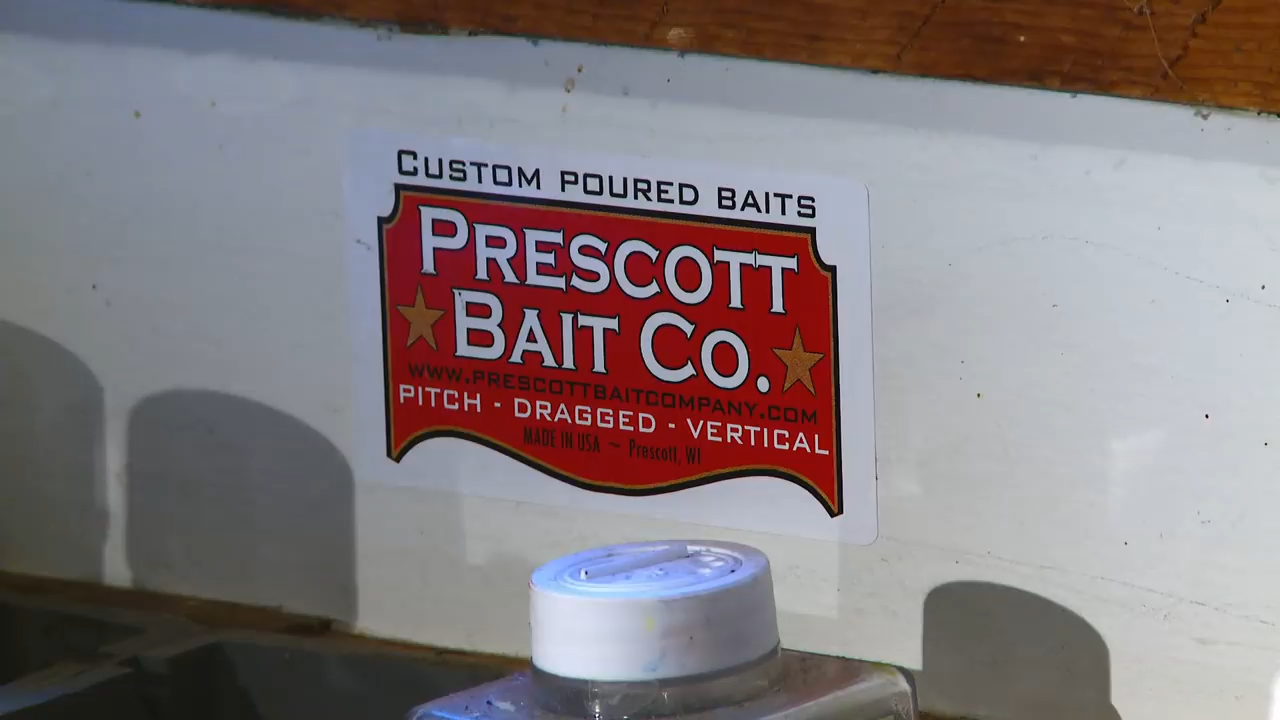 CUSTOM POURED BAITS
PRESCOTT
BAIT CO.
WWW.PRESCOTTBAITCOMPANY.COM
PITCH - DRAGGED - VERTICAL
MADE IN USA ~ Prescott, WI